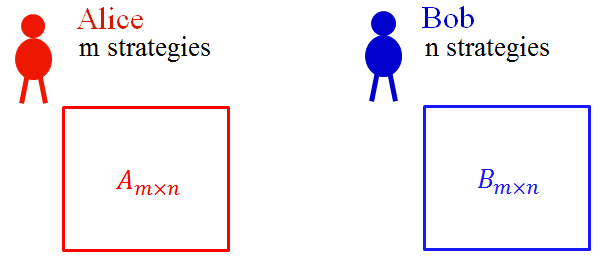 Alice
m strategies
Bob
n strategies
A_{m×n}
B_{m×n}